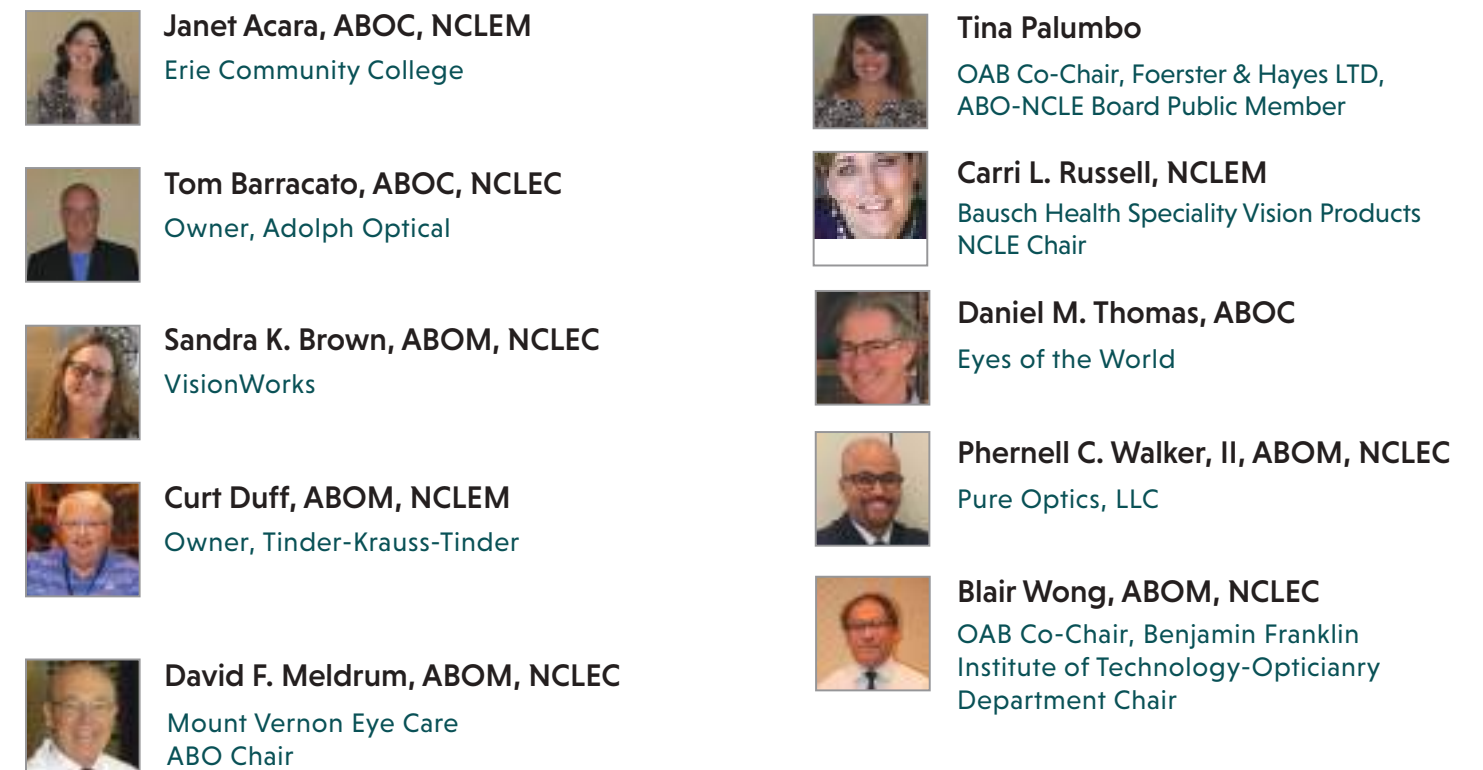 Janet Acara, ABOC, NCLEM
Erie Community College
Tom Barracato, ABOC, NCLEC
Owner, Adolph Optical
Sandra K. Brown, ABOM, NCLEC
VisionWorks
Curt Duff, ABOM, NCLEM
Owner, Tinder-Krauss-Tinder
David F. Meldrum, ABOM, NCLEC
Mount Vernon Eye Care
ABO Chair
Tina Palumbo
OAB Co-Chair, Foerster & Hayes LTD,
ABO-NCLE Board Public Member
Carri L. Russell, NCLEM
Bausch Health Speciality Vision Products
NCLE Chair
Daniel M. Thomas, ABOC
Eyes of the World
Phernell C. Walker, II, ABOM, NCLEC
Pure Optics, LLC
Blair Wong, ABOM, NCLEC
OAB Co-Chair, Benjamin Franklin
Institute of Technology-Opticianry
Department Chair